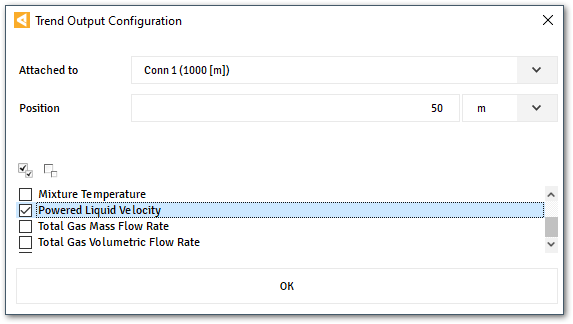 Trend Output Configuration
Attached to Conn 1 (1000 [m])
Position 50 m
Mixture Temperature
Powered Liquid Velocity
Total Gas Mass Flow Rate
Total Gas Volumetric Flow Rate
OK